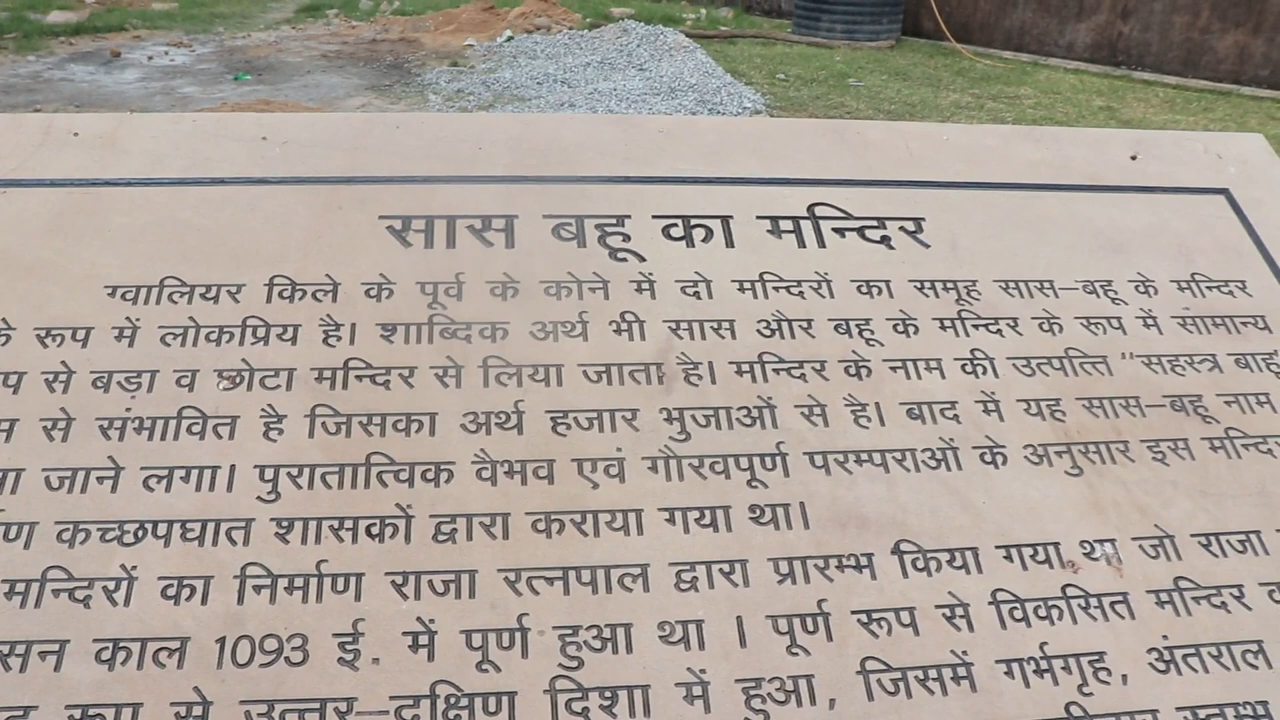 सास बहू का मन्दिर
ग्वालियर किले के पूर्व के कोने में दो मन्दिरों का समूह सास-बहू के मन्दिर
के रूप में लोकप्रिय है। शाब्दिक अर्थ भी सास और बहू के मन्दिर के रूप में सामान्य
से बड़ा व छोटा मन्दिर से लिया जाता है। मन्दिर के नाम की उत्पत्ति "सहस्त्र बाहु
से संभावित है जिसका अर्थ हजार भुजाओं से है। बाद में यह सास-बहू नाम
जाने लगा। पुरातात्विक वैभव एवं गौरवपूर्ण परम्पराओं के अनुसार इस
कच्छपघात शासकों द्वारा कराया गया था।
मन्दिरों का निर्माण राजा रत्नपाल द्वारा प्रारम्भ किया गया था जो राजा
काल 1093 ई. में पूर्ण हुआ था । पूर्ण रूप से विकसित मन्दिर
रूप से उत्तर-दक्षिण दिशा में हुआ, जिसमें गर्भगृह, अंतराल